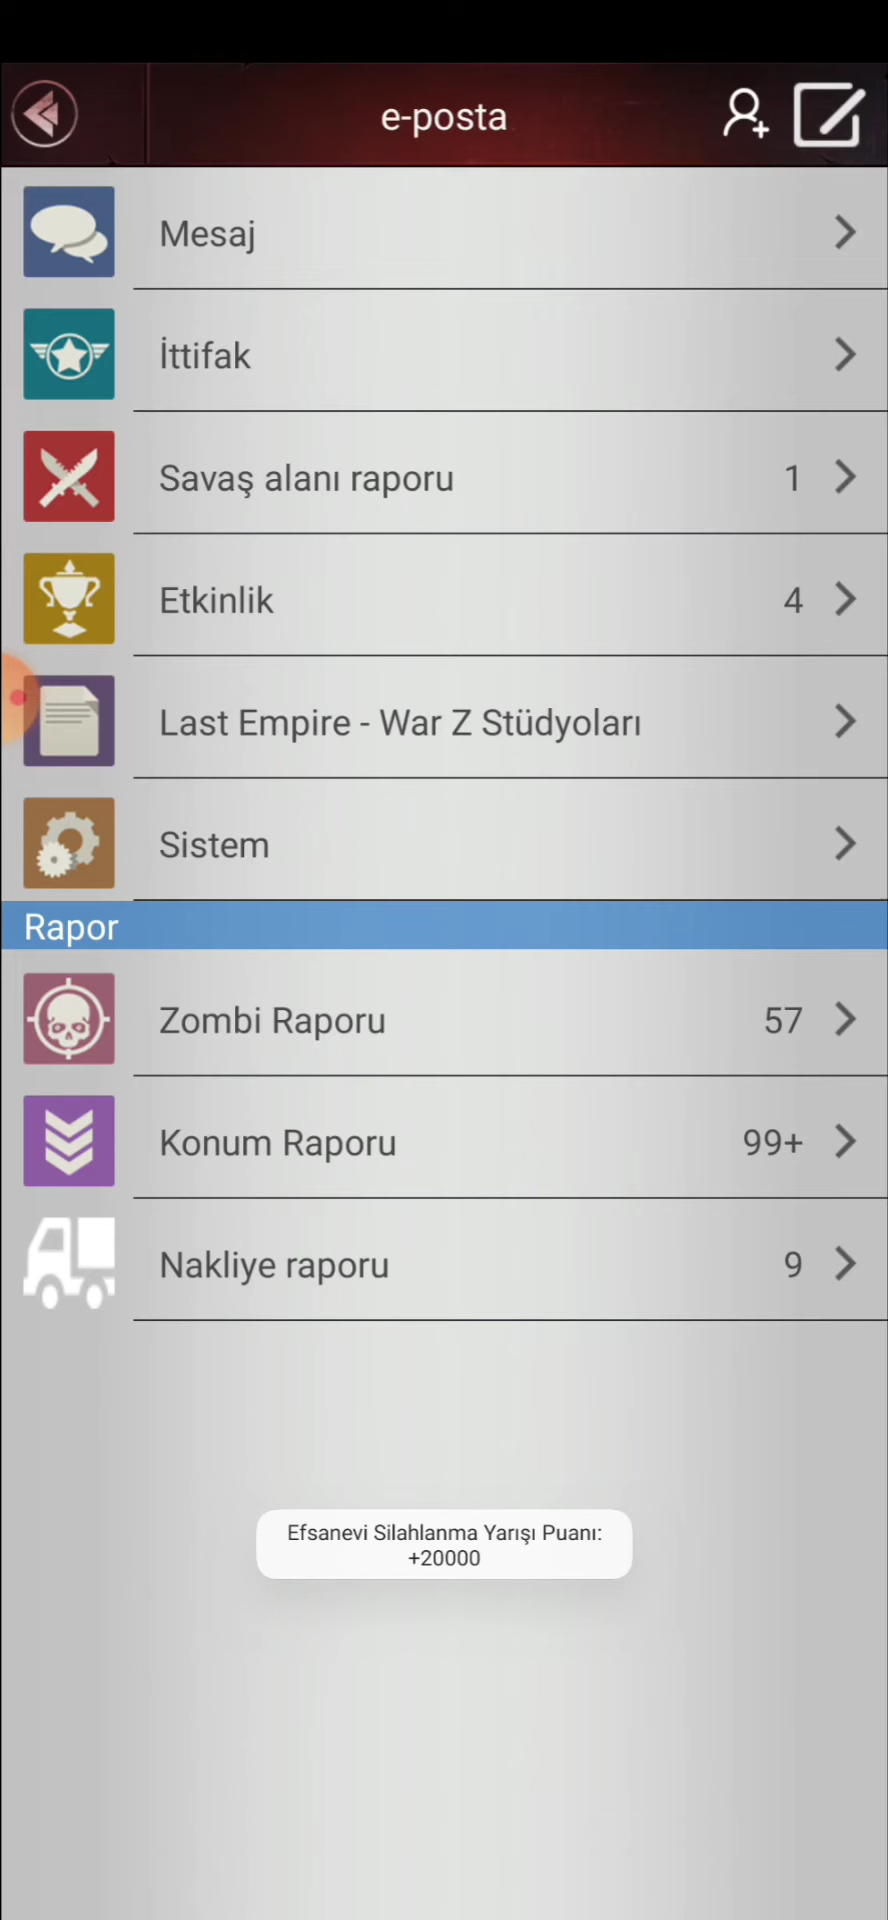 e-posta
Mesaj
İttifak
Savaş alanı raporu 1
Etkinlik 4
Last Empire - War Z Stüdyoları
Sistem
Rapor
Zombi Raporu 57
Konum Raporu 99+
Nakliye raporu 9
Efsanevi Silahlanma Yarışı Puanı:
+20000